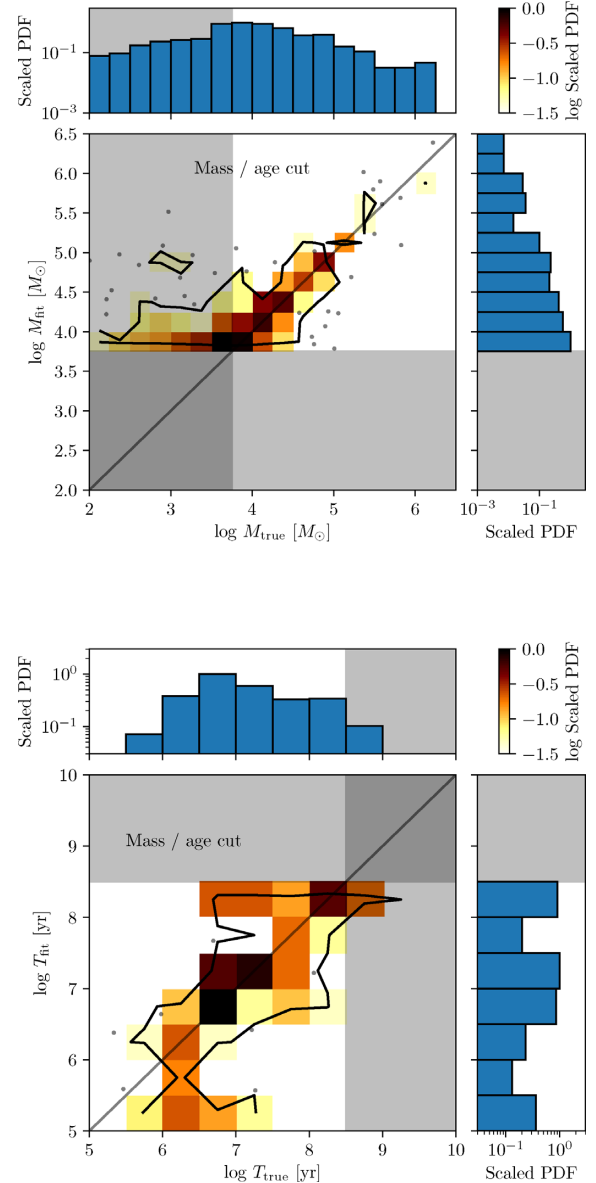 Scaled PDF
10⁻¹
10⁻³
0.0
−0.5
−1.0
−1.5
log Scaled PDF
6.5
6.0
5.5
5.0
4.5
4.0
3.5
3.0
2.5
2.0
log M_fit [M_⊙]
Mass / age cut
2 3 4 5 6
log M_true [M_⊙]
10⁻³ 10⁻¹
Scaled PDF
Scaled PDF
10⁰
10⁻¹
0.0
−0.5
−1.0
−1.5
log Scaled PDF
10
9
8
7
6
5
log T_fit [yr]
Mass / age cut
5 6 7 8 9 10
log T_true [yr]
10⁻¹ 10⁰
Scaled PDF